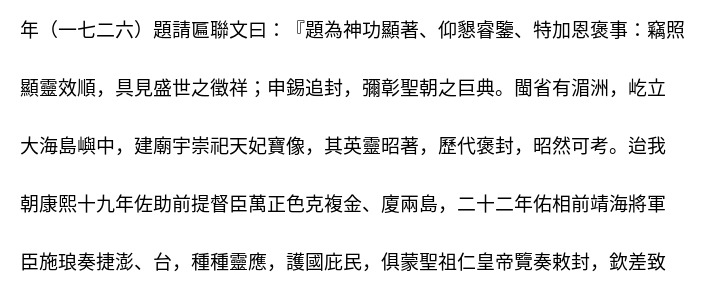 年（一七二六）題請匾聯文曰：『題為神功顯著、仰懇睿鑒、特加恩褒事：竊照
顯靈效順，具見盛世之徵祥；申錫追封，彌彰聖朝之巨典。閩省有湄洲，屹立
大海島嶼中，建廟宇崇祀天妃寶像，其英靈昭著，歷代褒封，昭然可考。迨我
朝康熙十九年佐助前提督臣萬正色克複金、廈兩島，二十二年佑相前靖海將軍
臣施琅奏捷澎、台，種種靈應，護國庇民，俱蒙聖祖仁皇帝覽奏敕封，欽差致